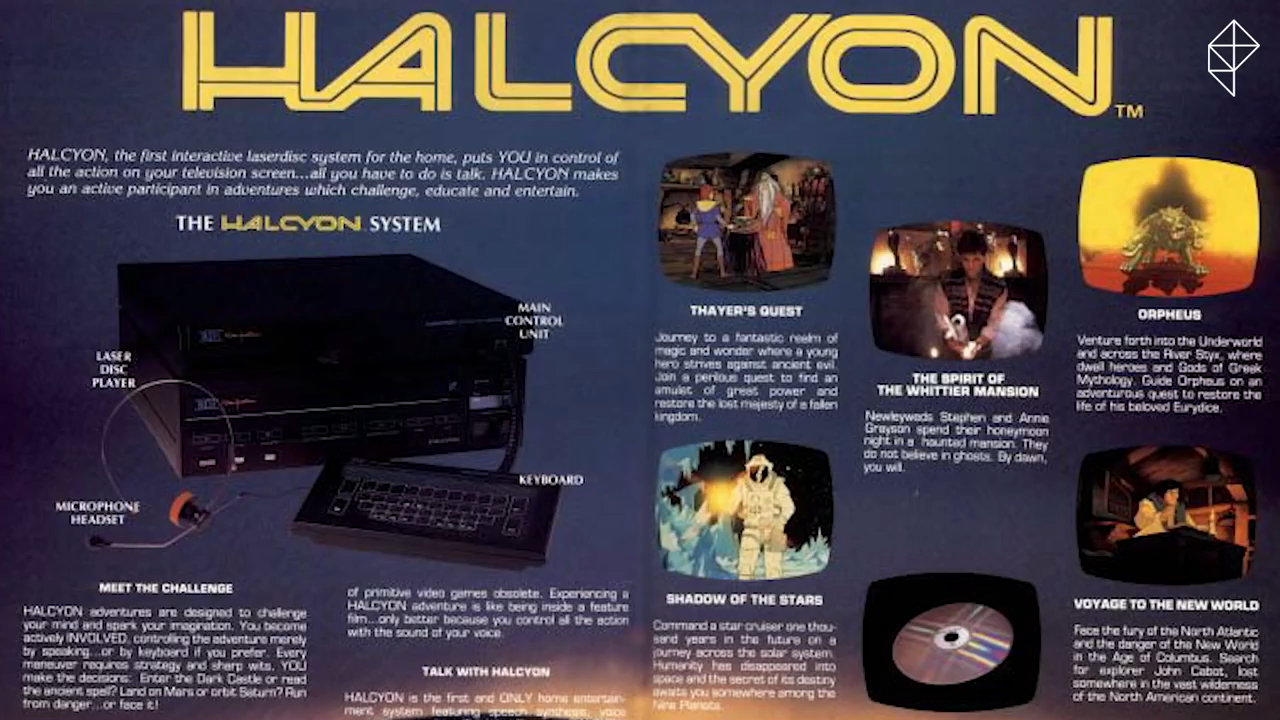 HALCYON™
HALCYON, the first interactive laserdisc system for the home, puts YOU in control of
all the action on your television screen...all you have to do is talk. HALCYON makes
you an active participant in adventures which challenge, educate and entertain.
THE HALCYON SYSTEM
MAIN
CONTROL
UNIT
LASER
DISC
PLAYER
KEYBOARD
MICROPHONE
HEADSET
MEET THE CHALLENGE
HALCYON adventures are designed to challenge
your mind and spark your imagination. You become
actively INVOLVED, controlling the adventure merely
by speaking...or by keyboard if you prefer. Every
maneuver requires strategy and sharp wits. YOU
make the decisions: Enter the Dark Castle or read
the ancient spell? Land on Mars or orbit Saturn? Run
from danger...or face it!
of primitive video games obsolete. Experiencing a
HALCYON adventure is like being inside a feature
film...only better because you control all the action
with the sound of your voice.
TALK WITH HALCYON
HALCYON is the first and ONLY home entertain-
ment system featuring speech synthesis, voice
THAYER'S QUEST
Journey to a fantastic realm of
magic and wonder where a young
hero strives against ancient evil.
Join a perilous quest to find an
amulet of great power and
restore the lost majesty of a fallen
kingdom.
SHADOW OF THE STARS
Command a star cruiser one thou-
sand years in the future on a
journey across the solar system.
Humanity has disappeared into
space and the secret of its destiny
awaits you somewhere among the
Nine Planets.
THE SPIRIT OF
THE WHITTIER MANSION
Newlyweds Stephen and Annie
Grayson spend their honeymoon
night in a haunted mansion. They
do not believe in ghosts. By dawn,
you will.
ORPHEUS
Venture forth into the Underworld
and across the River Styx, where
dwell heroes and Gods of Greek
Mythology. Guide Orpheus on an
adventurous quest to restore the
life of his beloved Eurydice.
VOYAGE TO THE NEW WORLD
Face the fury of the North Atlantic
and the danger of the New World
in the Age of Columbus. Search
for explorer John Cabot, lost
somewhere in the vast wilderness
of the North American continent.